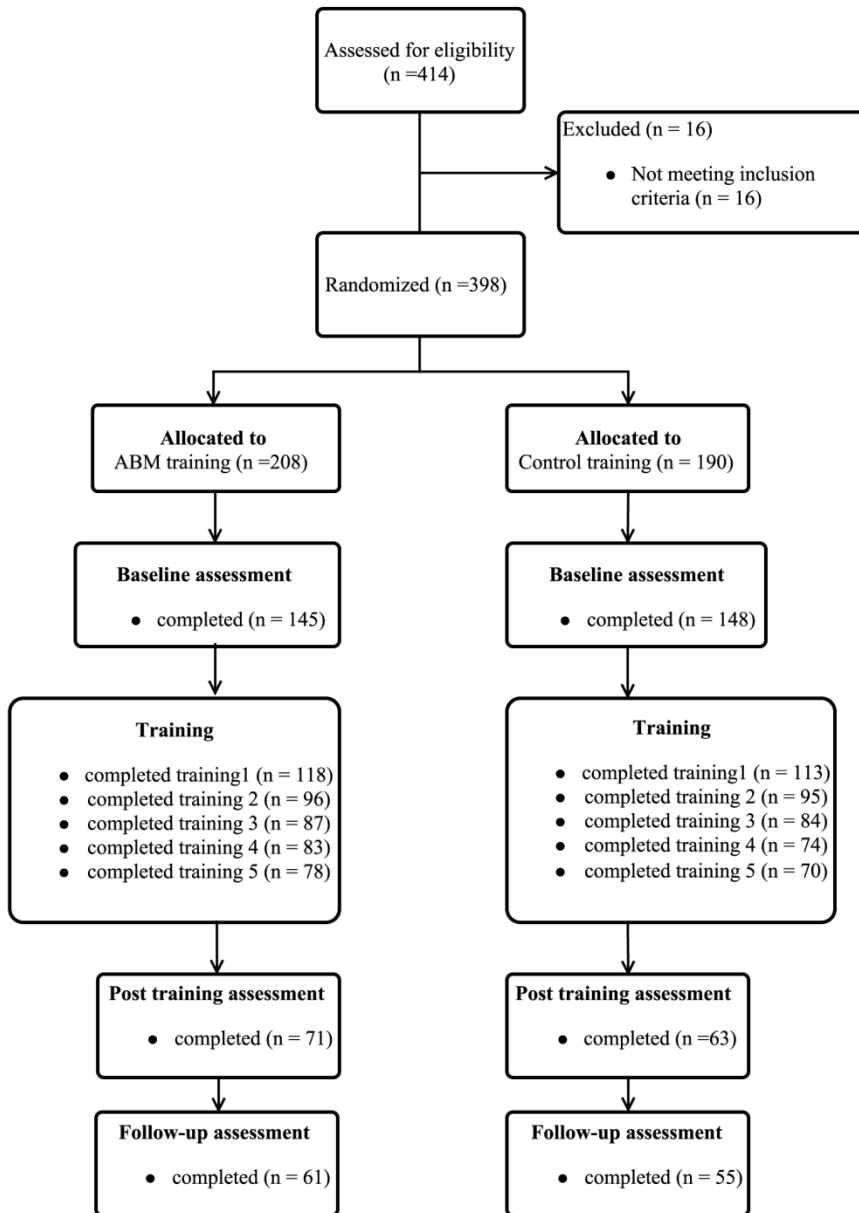 Assessed for eligibility
(n =414)
Excluded (n = 16)
● Not meeting inclusion
criteria (n = 16)
Randomized (n =398)
Allocated to
ABM training (n =208)
Allocated to
Control training (n = 190)
Baseline assessment
● completed (n = 145)
Baseline assessment
● completed (n = 148)
Training
● completed training1 (n = 118)
● completed training 2 (n = 96)
● completed training 3 (n = 87)
● completed training 4 (n = 83)
● completed training 5 (n = 78)
Training
● completed training1 (n = 113)
● completed training 2 (n = 95)
● completed training 3 (n = 84)
● completed training 4 (n = 74)
● completed training 5 (n = 70)
Post training assessment
● completed (n = 71)
Post training assessment
● completed (n =63)
Follow-up assessment
● completed (n = 61)
Follow-up assessment
● completed (n = 55)